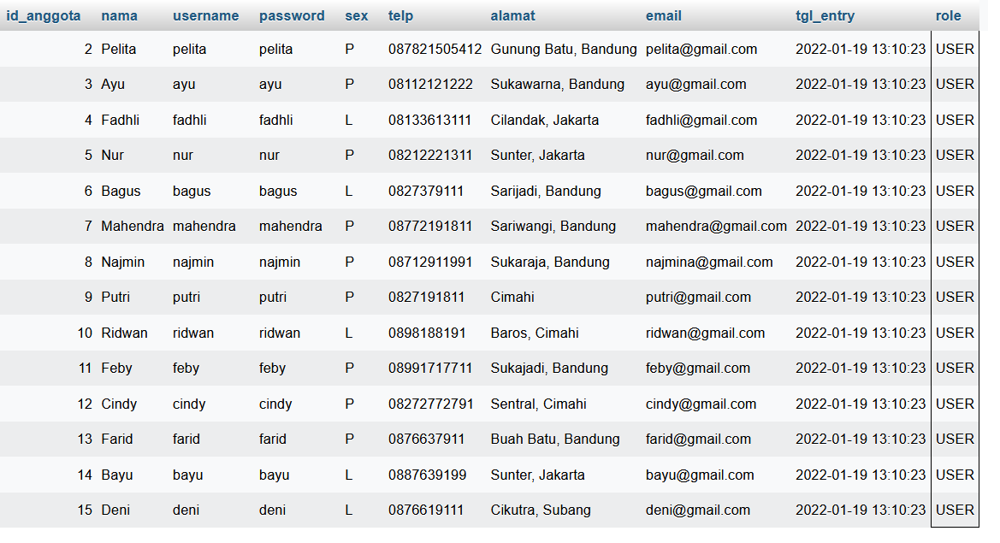 id_anggota nama username password sex telp alamat email tgl_entry role
2 Pelita pelita pelita P 087821505412 Gunung Batu, Bandung pelita@gmail.com 2022-01-19 13:10:23 USER
3 Ayu ayu ayu P 08112121222 Sukawarna, Bandung ayu@gmail.com 2022-01-19 13:10:23 USER
4 Fadhli fadhli fadhli L 08133613111 Cilandak, Jakarta fadhli@gmail.com 2022-01-19 13:10:23 USER
5 Nur nur nur P 08212221311 Sunter, Jakarta nur@gmail.com 2022-01-19 13:10:23 USER
6 Bagus bagus bagus L 0827379111 Sarijadi, Bandung bagus@gmail.com 2022-01-19 13:10:23 USER
7 Mahendra mahendra mahendra P 08772191811 Sariwangi, Bandung mahendra@gmail.com 2022-01-19 13:10:23 USER
8 Najmin najmin najmin P 08712911991 Sukaraja, Bandung najmina@gmail.com 2022-01-19 13:10:23 USER
9 Putri putri putri P 0827191811 Cimahi putri@gmail.com 2022-01-19 13:10:23 USER
10 Ridwan ridwan ridwan L 0898188191 Baros, Cimahi ridwan@gmail.com 2022-01-19 13:10:23 USER
11 Feby feby feby P 08991717711 Sukajadi, Bandung feby@gmail.com 2022-01-19 13:10:23 USER
12 Cindy cindy cindy P 08272772791 Sentral, Cimahi cindy@gmail.com 2022-01-19 13:10:23 USER
13 Farid farid farid P 0876637911 Buah Batu, Bandung farid@gmail.com 2022-01-19 13:10:23 USER
14 Bayu bayu bayu L 0887639199 Sunter, Jakarta bayu@gmail.com 2022-01-19 13:10:23 USER
15 Deni deni deni L 0876619111 Cikutra, Subang deni@gmail.com 2022-01-19 13:10:23 USER